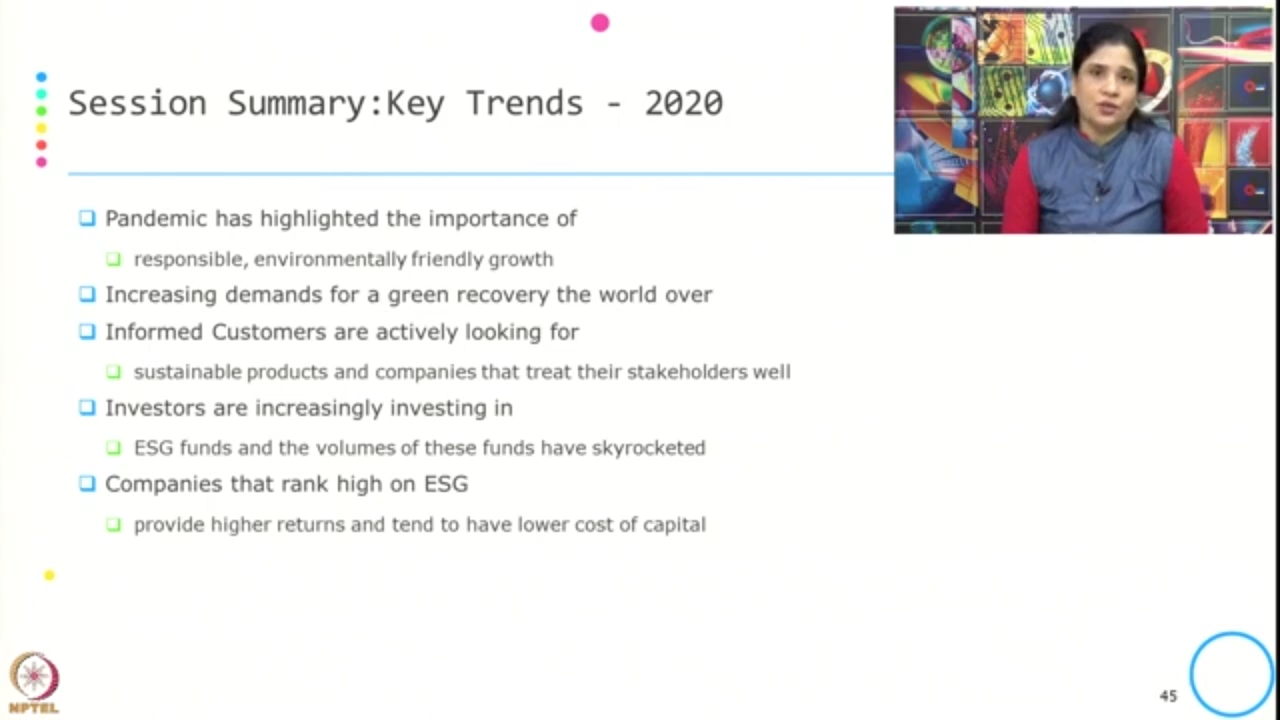 Session Summary:Key Trends - 2020
Pandemic has highlighted the importance of
responsible, environmentally friendly growth
Increasing demands for a green recovery the world over
Informed Customers are actively looking for
sustainable products and companies that treat their stakeholders well
Investors are increasingly investing in
ESG funds and the volumes of these funds have skyrocketed
Companies that rank high on ESG
provide higher returns and tend to have lower cost of capital
NPTEL
45